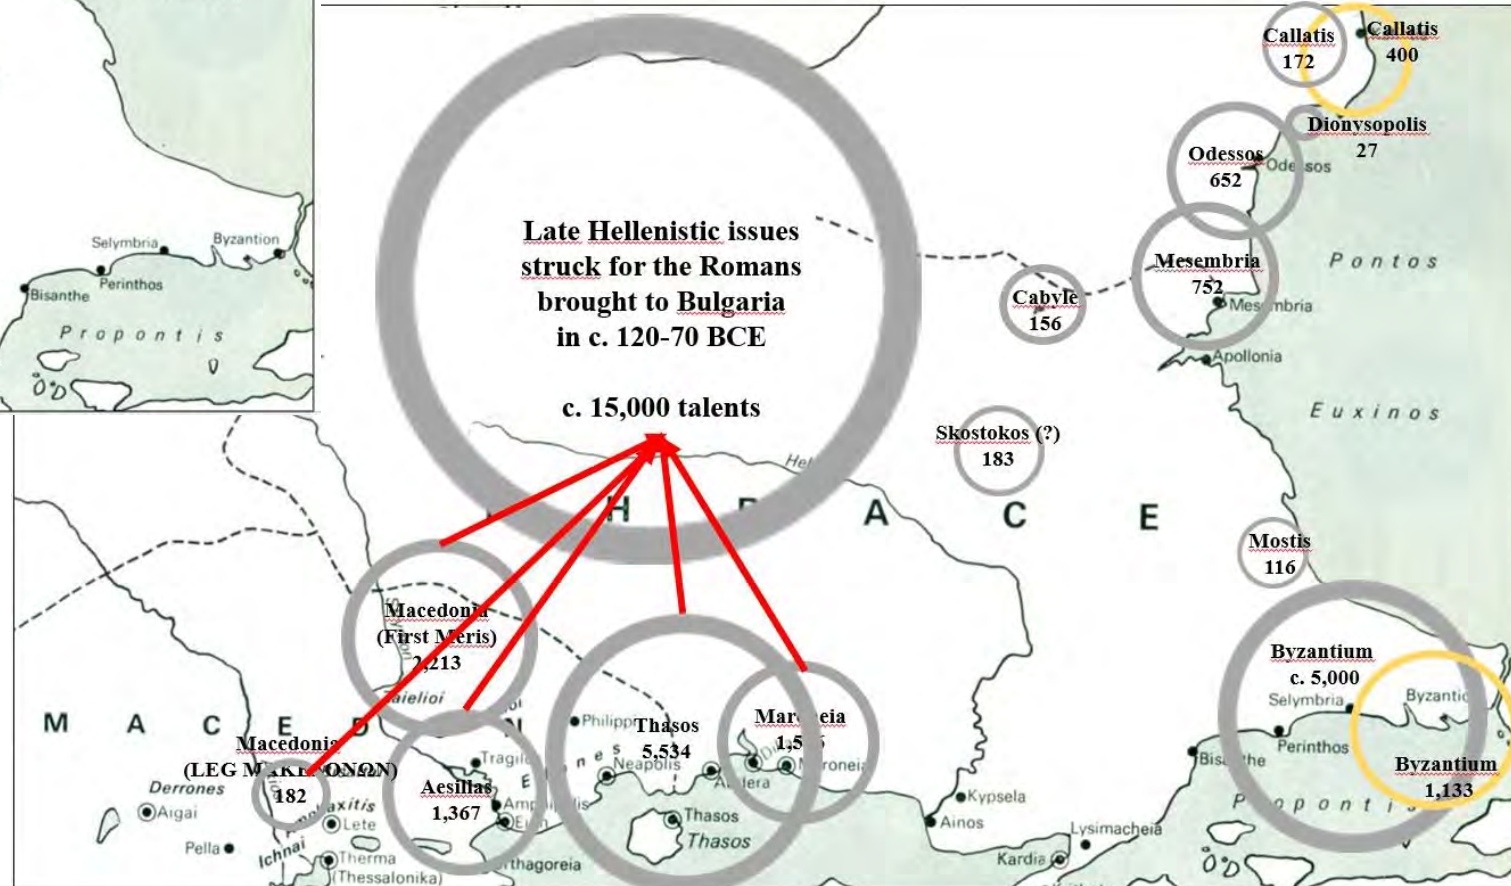 Selymbria
Byzantion
Perinthos
Bisanthe
Propontis
Callatis
172
Callatis
400
Dionysopolis
27
Odessos
652
Odessos
Late Hellenistic issues
struck for the Romans
brought to Bulgaria
in c. 120-70 BCE
c. 15,000 talents
Pontos
Mesembria
752
Mesembria
Cabyle
156
Apollonia
Euxinos
Skostokos (?)
183
H
A C E
Mostis
116
Macedonia
(First Meris)
2,213
Byzantium
c. 5,000
Selymbria
Perinthos
Byzantium
1,133
Propontis
M A C E D
Macedonia
182
Derrones
Aigai
Pella
Ichnai
Lete
Therma
(Thessalonika)
Aesillas
1,367
Thasos
5,534
Neapolis
Maroneia
Thasos
Thasos
Kypsela
Ainos
Lysimacheia
Kardia